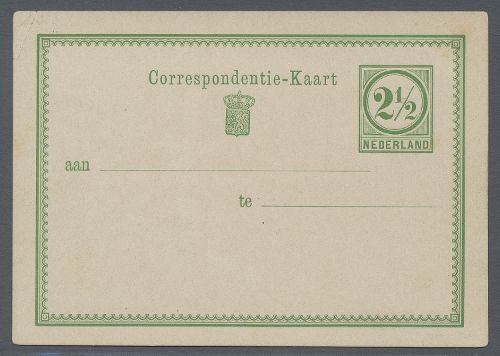 Correspondentie-Kaart
2½
NEDERLAND
aan
te